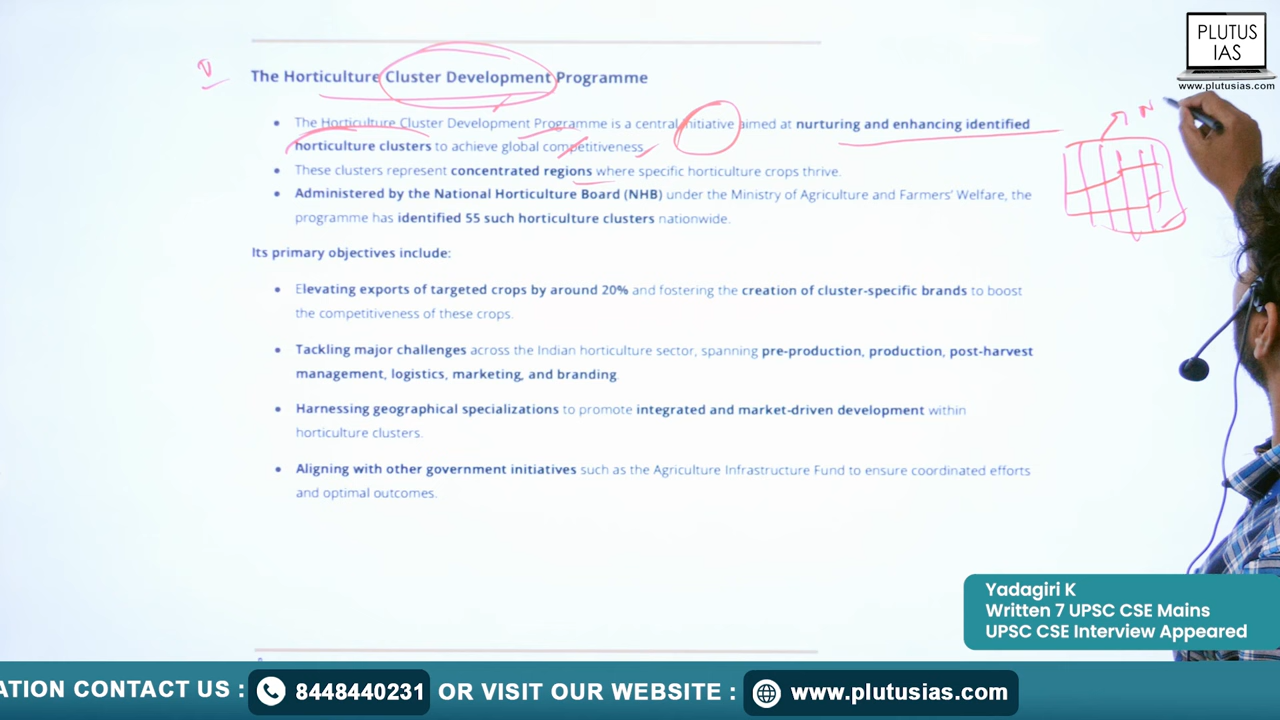 PLUTUS
IAS
www.plutusias.com
The Horticulture Cluster Development Programme
N
• The Horticulture Cluster Development Programme is a central initiative aimed at nurturing and enhancing identified
horticulture clusters to achieve global competitiveness.
• These clusters represent concentrated regions where specific horticulture crops thrive.
• Administered by the National Horticulture Board (NHB) under the Ministry of Agriculture and Farmers' Welfare, the
programme has identified 55 such horticulture clusters nationwide.
Its primary objectives include:
• Elevating exports of targeted crops by around 20% and fostering the creation of cluster-specific brands to boost
the competitiveness of these crops.
• Tackling major challenges across the Indian horticulture sector, spanning pre-production, production, post-harvest
management, logistics, marketing, and branding.
• Harnessing geographical specializations to promote integrated and market-driven development within
horticulture clusters.
• Aligning with other government initiatives such as the Agriculture Infrastructure Fund to ensure coordinated efforts
and optimal outcomes.
Yadagiri K
Written 7 UPSC CSE Mains
UPSC CSE Interview Appeared
ATION CONTACT US : 8448440231 OR VISIT OUR WEBSITE : www.plutusias.com